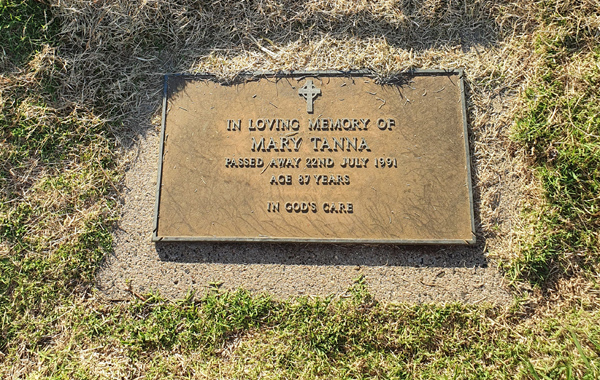 IN LOVING MEMORY OF
MARY TANNA
PASSED AWAY 22ND JULY 1991
AGE 87 YEARS
IN GOD'S CARE